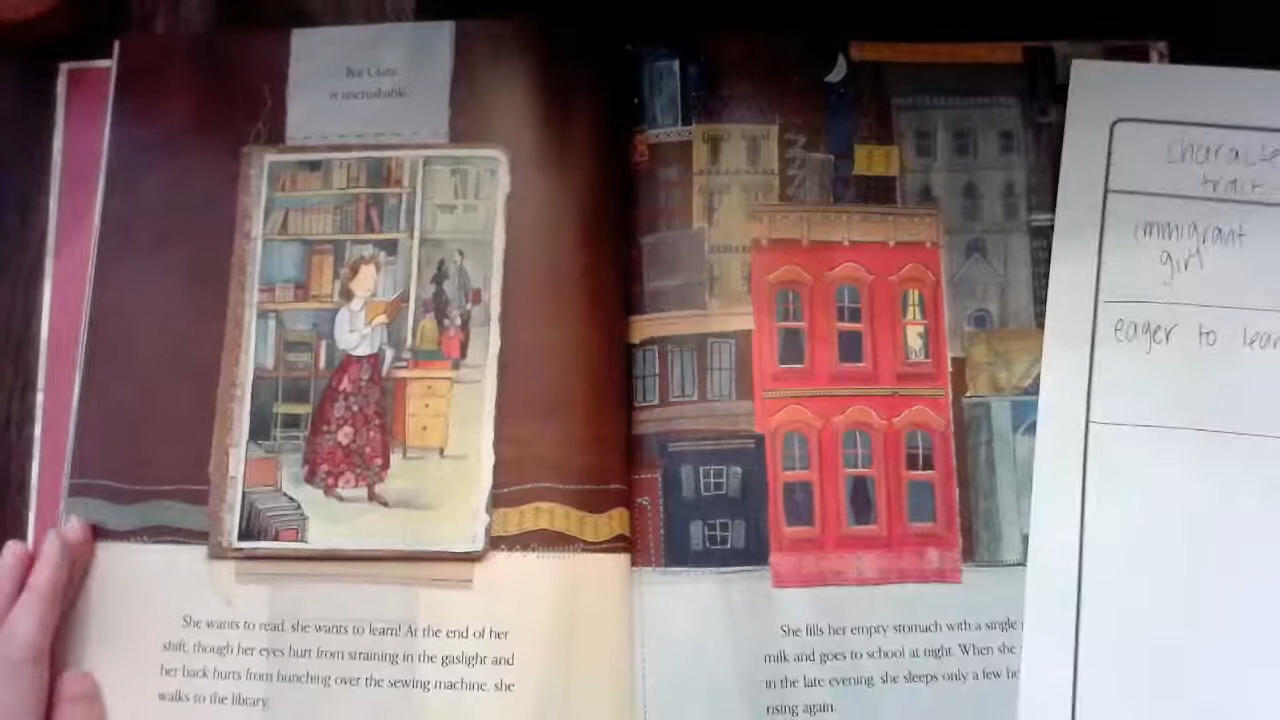 But Clara
is uncrushable.
She wants to read, she wants to learn! At the end of her
shift, though her eyes hurt from straining in the gaslight and
her back hurts from hunching over the sewing machine, she
walks to the library.
She fills her empty stomach with a single
milk and goes to school at night. When she
in the late evening, she sleeps only a few
rising again.
trait
immigrant
girl
eager to